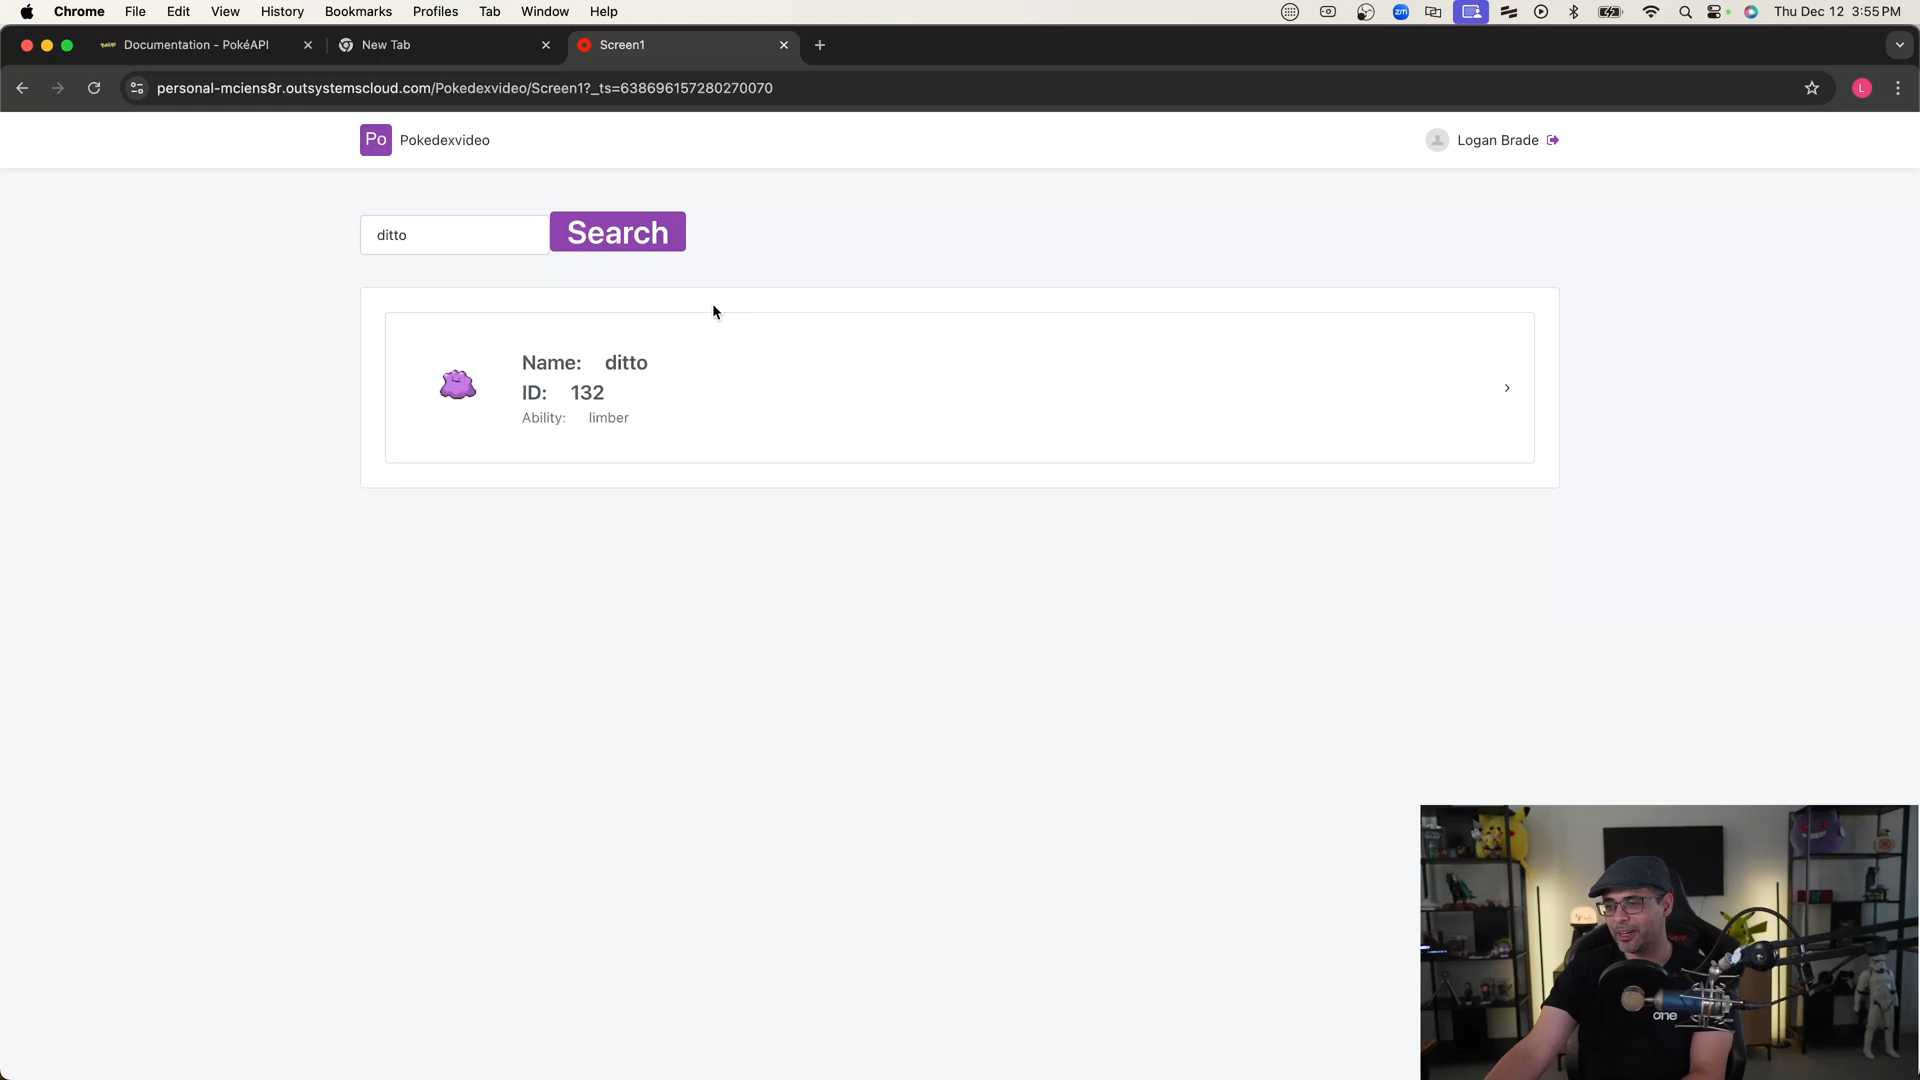 Chrome File Edit View History Bookmarks Profiles Tab Window Help zm Thu Dec 12 3:55 PM
Documentation - PokéAPI New Tab Screen1
personal-mciens8r.outsystemscloud.com/Pokedexvideo/Screen1?_ts=638696157280270070 L
Po Pokedexvideo Logan Brade
ditto Search
Name: ditto
ID: 132
Ability: limber
one